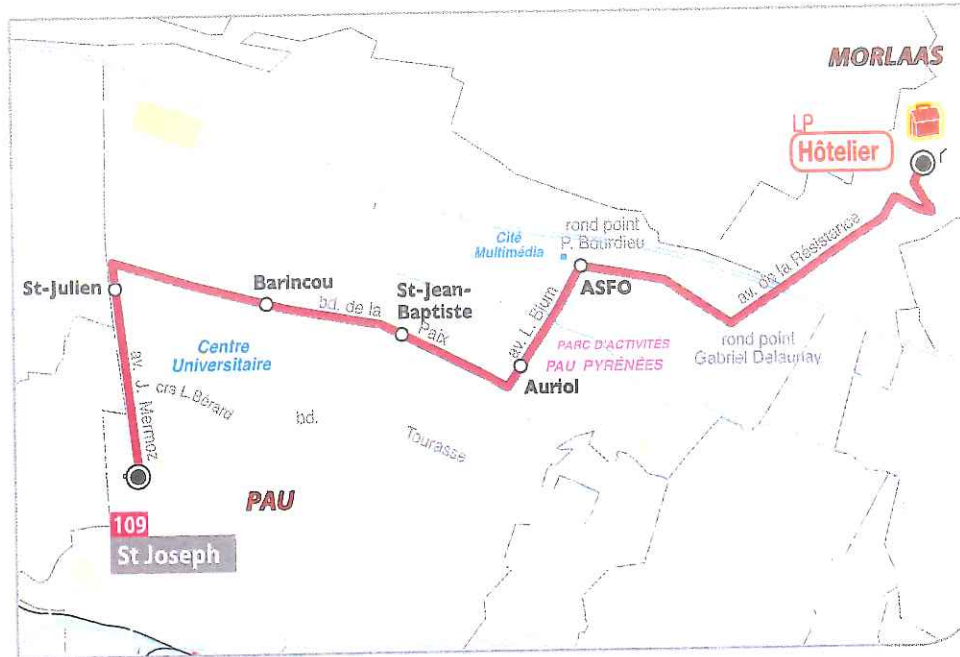 MORLAAS
LP
Hôtelier
rond point
P. Bourdieu
Cité
Multimédia
ASFO
av. de la Résistance
St-Julien
Barincou
bd. de la
Paix
St-Jean-
Baptiste
av. L. Blum
PARC D'ACTIVITES
PAU PYRÉNÉES
rond point
Gabriel Delaunay
Auriol
Centre
Universitaire
av. J. Mermoz
crs L. Bérard
bd.
Tourasse
PAU
109
St Joseph